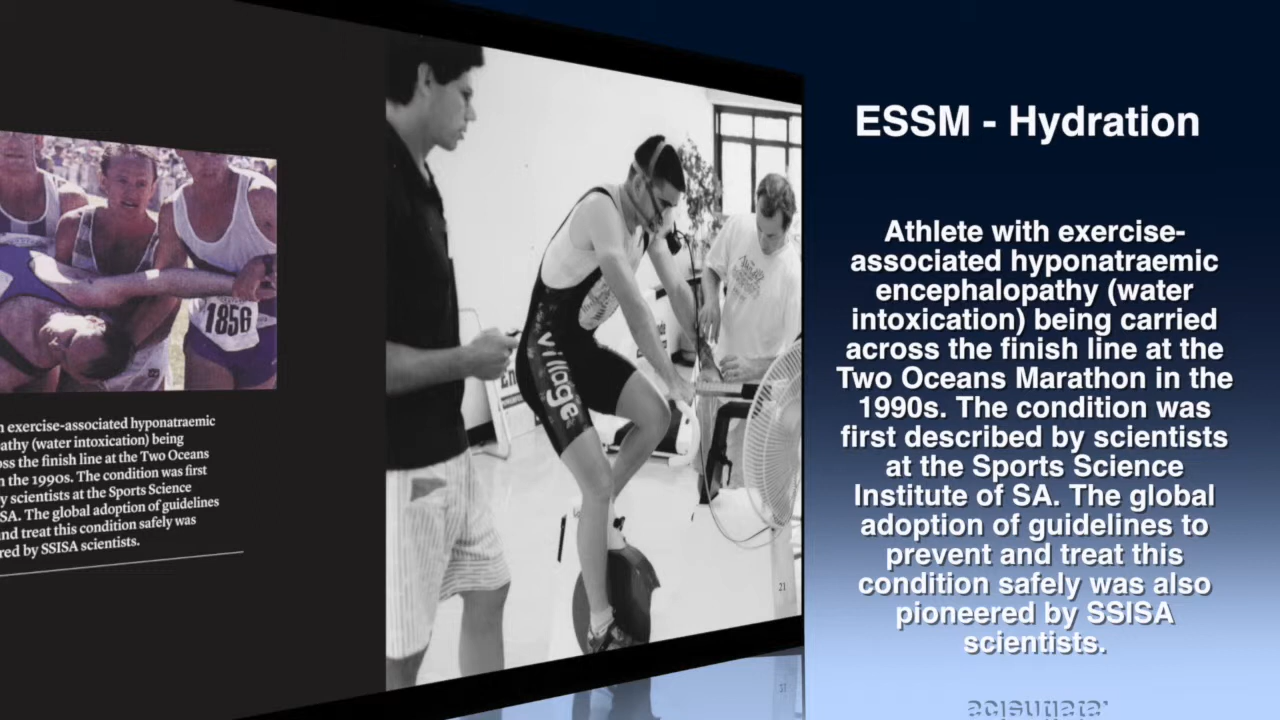 ESSM - Hydration
Athlete with exercise-
associated hyponatraemic
encephalopathy (water
intoxication) being carried
across the finish line at the
Two Oceans Marathon in the
1990s. The condition was
first described by scientists
at the Sports Science
Institute of SA. The global
adoption of guidelines to
prevent and treat this
condition safely was also
pioneered by SSISA
scientists.
1856
exercise-associated hyponatraemic
(water intoxication) being
the finish line at the Two Oceans
the 1990s. The condition was first
scientists at the Sports Science
SA. The global adoption of guidelines
and treat this condition safely was
by SSISA scientists.
village
21